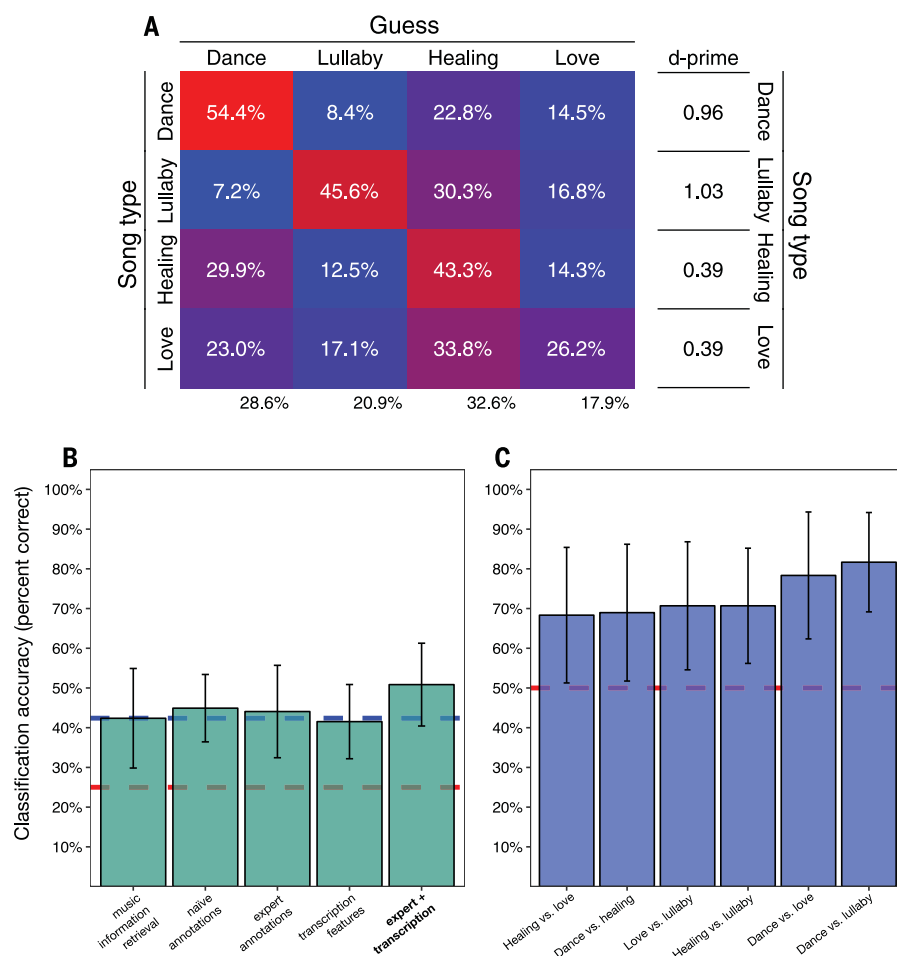 A
Guess
Dance Lullaby Healing Love d-prime
Song type
Dance 54.4% 8.4% 22.8% 14.5% 0.96 Dance
Lullaby 7.2% 45.6% 30.3% 16.8% 1.03 Lullaby
Healing 29.9% 12.5% 43.3% 14.3% 0.39 Healing
Love 23.0% 17.1% 33.8% 26.2% 0.39 Love
Song type
28.6% 20.9% 32.6% 17.9%
B
Classification accuracy (percent correct)
100%
90%
80%
70%
60%
50%
40%
30%
20%
10%
music
information
retrieval
naïve
annotations
expert
annotations
transcription
features
expert +
transcription
C
100%
90%
80%
70%
60%
50%
40%
30%
20%
10%
Healing vs. love
Dance vs. healing
Love vs. lullaby
Healing vs. lullaby
Dance vs. love
Dance vs. lullaby